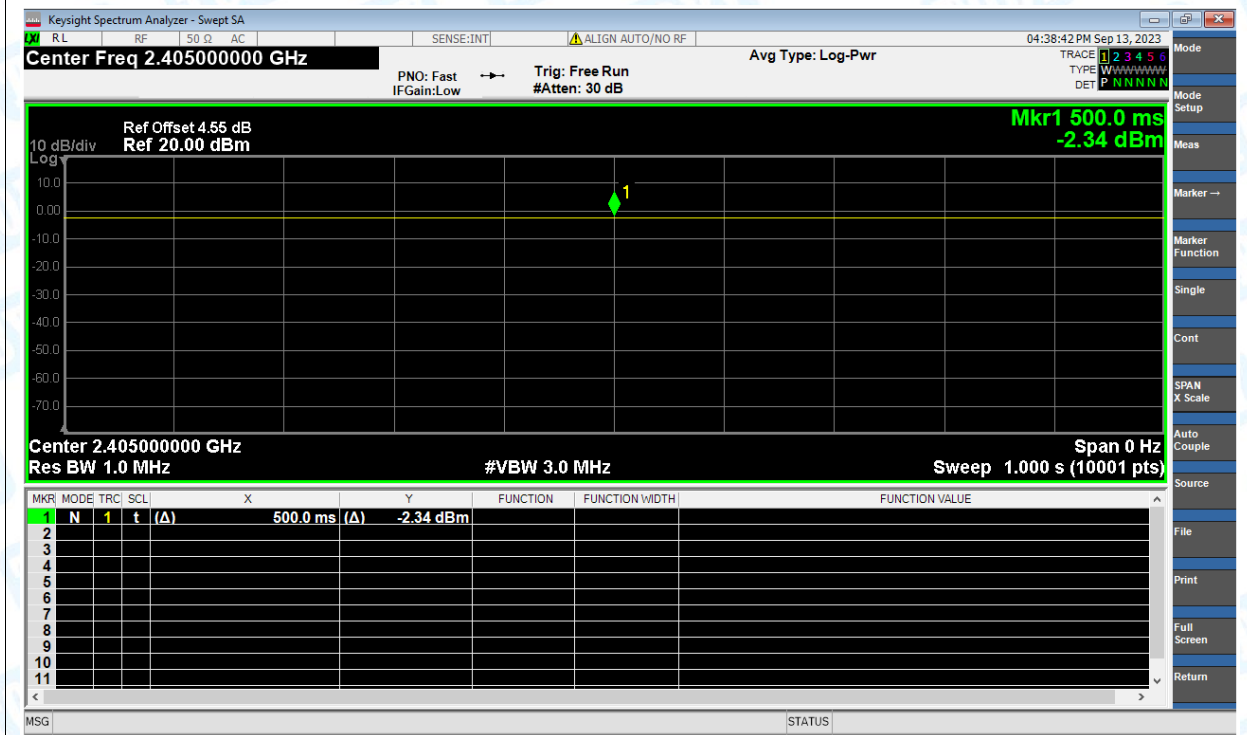 Keysight Spectrum Analyzer - Swept SA
LXI RL RF 50 Ω AC SENSE:INT ALIGN AUTO/NO RF 04:38:42 PM Sep 13, 2023
Center Freq 2.405000000 GHz
Avg Type: Log-Pwr
TRACE 1 2 3 4 5 6
PNO: Fast
Trig: Free Run
TYPE WWWWWW
IFGain:Low
#Atten: 30 dB
DET P N N N N N
Mkr1 500.0 ms
-2.34 dBm
Ref Offset 4.55 dB
10 dB/div Ref 20.00 dBm
Log
10.0
0.00
-10.0
-20.0
-30.0
-40.0
-50.0
-60.0
-70.0
1
Center 2.405000000 GHz Span 0 Hz
Res BW 1.0 MHz #VBW 3.0 MHz Sweep 1.000 s (10001 pts)
MKR MODE TRC SCL X Y FUNCTION FUNCTION WIDTH FUNCTION VALUE
1 N 1 t (Δ) 500.0 ms (Δ) -2.34 dBm
2
3
4
5
6
7
8
9
10
11
MSG STATUS
Mode
Mode
Setup
Meas
Marker →
Marker
Function
Single
Cont
SPAN
X Scale
Auto
Couple
Source
File
Print
Full
Screen
Return